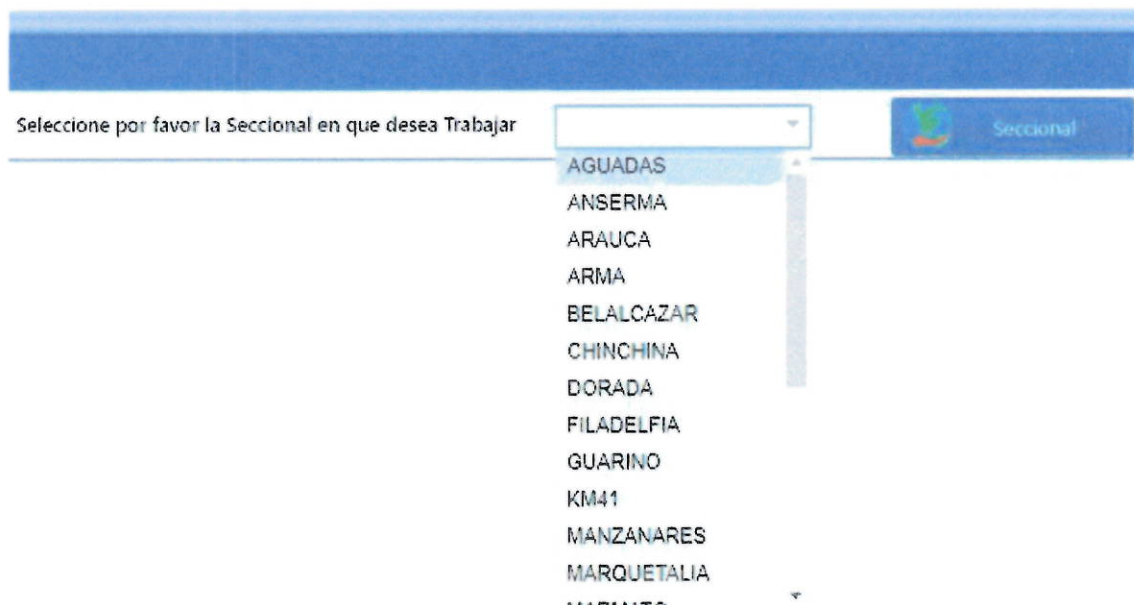 Seleccione por favor la Seccional en que desea Trabajar
Seccional
AGUADAS
ANSERMA
ARAUCA
ARMA
BELALCAZAR
CHINCHINA
DORADA
FILADELFIA
GUARINO
KM41
MANZANARES
MARQUETALIA